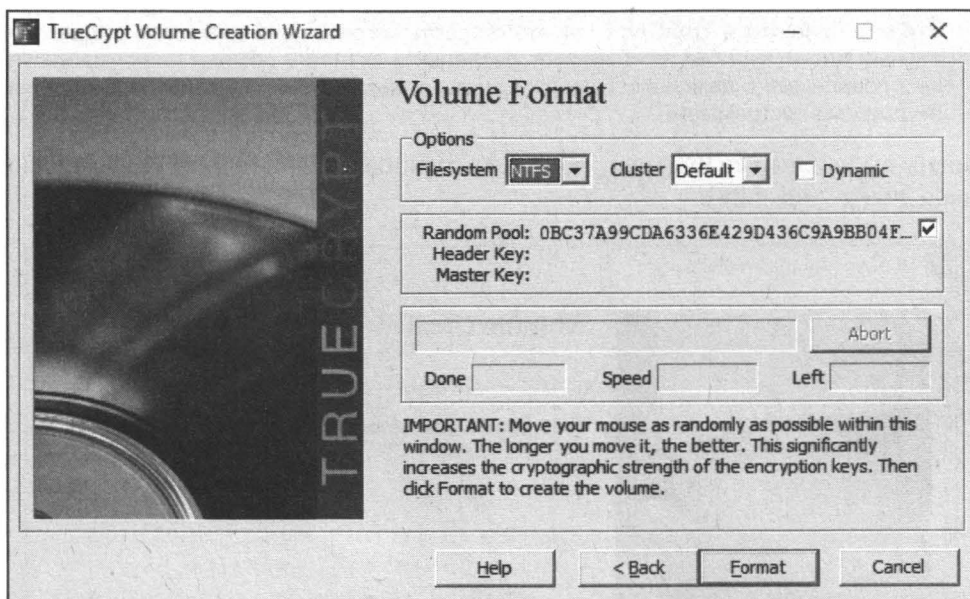 TrueCrypt Volume Creation Wizard
TRUECRYPT
Volume Format
Options
Filesystem NTFS Cluster Default Dynamic
Random Pool: 0BC37A99CDA6336E429D436C9A9BB04F...
Header Key:
Master Key:
Abort
Done Speed Left
IMPORTANT: Move your mouse as randomly as possible within this
window. The longer you move it, the better. This significantly
increases the cryptographic strength of the encryption keys. Then
click Format to create the volume.
Help < Back Format Cancel